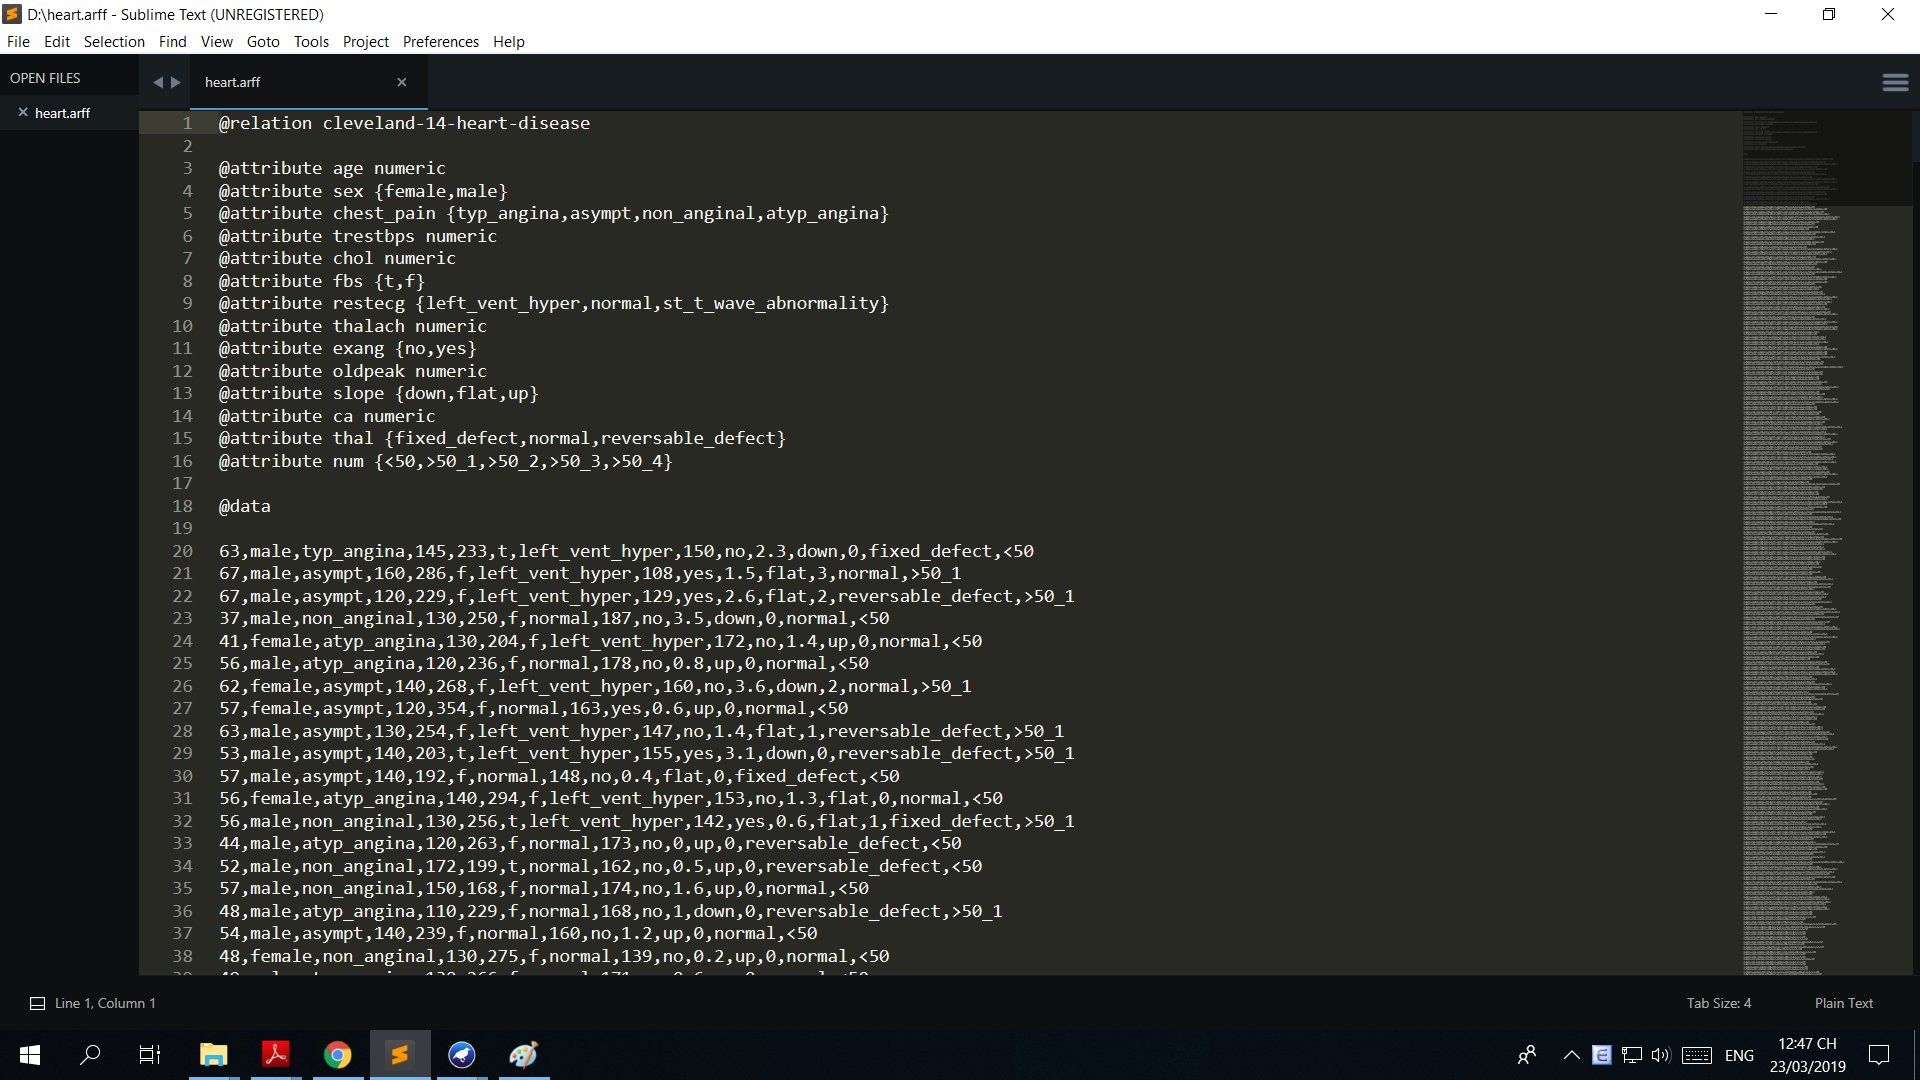 D:\heart.arff - Sublime Text (UNREGISTERED)
File Edit Selection Find View Goto Tools Project Preferences Help
OPEN FILES
heart.arff
heart.arff
1 @relation cleveland-14-heart-disease
2
3 @attribute age numeric
4 @attribute sex {female,male}
5 @attribute chest_pain {typ_angina,asympt,non_anginal,atyp_angina}
6 @attribute trestbps numeric
7 @attribute chol numeric
8 @attribute fbs {t,f}
9 @attribute restecg {left_vent_hyper,normal,st_t_wave_abnormality}
10 @attribute thalach numeric
11 @attribute exang {no,yes}
12 @attribute oldpeak numeric
13 @attribute slope {down,flat,up}
14 @attribute ca numeric
15 @attribute thal {fixed_defect,normal,reversable_defect}
16 @attribute num {<50,>50_1,>50_2,>50_3,>50_4}
17
18 @data
19
20 63,male,typ_angina,145,233,t,left_vent_hyper,150,no,2.3,down,0,fixed_defect,<50
21 67,male,asympt,160,286,f,left_vent_hyper,108,yes,1.5,flat,3,normal,>50_1
22 67,male,asympt,120,229,f,left_vent_hyper,129,yes,2.6,flat,2,reversable_defect,>50_1
23 37,male,non_anginal,130,250,f,normal,187,no,3.5,down,0,normal,<50
24 41,female,atyp_angina,130,204,f,left_vent_hyper,172,no,1.4,up,0,normal,<50
25 56,male,atyp_angina,120,236,f,normal,178,no,0.8,up,0,normal,<50
26 62,female,asympt,140,268,f,left_vent_hyper,160,no,3.6,down,2,normal,>50_1
27 57,female,asympt,120,354,f,normal,163,yes,0.6,up,0,normal,<50
28 63,male,asympt,130,254,f,left_vent_hyper,147,no,1.4,flat,1,reversable_defect,>50_1
29 53,male,asympt,140,203,t,left_vent_hyper,155,yes,3.1,down,0,reversable_defect,>50_1
30 57,male,asympt,140,192,f,normal,148,no,0.4,flat,0,fixed_defect,<50
31 56,female,atyp_angina,140,294,f,left_vent_hyper,153,no,1.3,flat,0,normal,<50
32 56,male,non_anginal,130,256,t,left_vent_hyper,142,yes,0.6,flat,1,fixed_defect,>50_1
33 44,male,atyp_angina,120,263,f,normal,173,no,0,up,0,reversable_defect,<50
34 52,male,non_anginal,172,199,t,normal,162,no,0.5,up,0,reversable_defect,<50
35 57,male,non_anginal,150,168,f,normal,174,no,1.6,up,0,normal,<50
36 48,male,atyp_angina,110,229,f,normal,168,no,1,down,0,reversable_defect,>50_1
37 54,male,asympt,140,239,f,normal,160,no,1.2,up,0,normal,<50
38 48,female,non_anginal,130,275,f,normal,139,no,0.2,up,0,normal,<50
Line 1, Column 1
Tab Size: 4
Plain Text
ENG
12:47 CH
23/03/2019